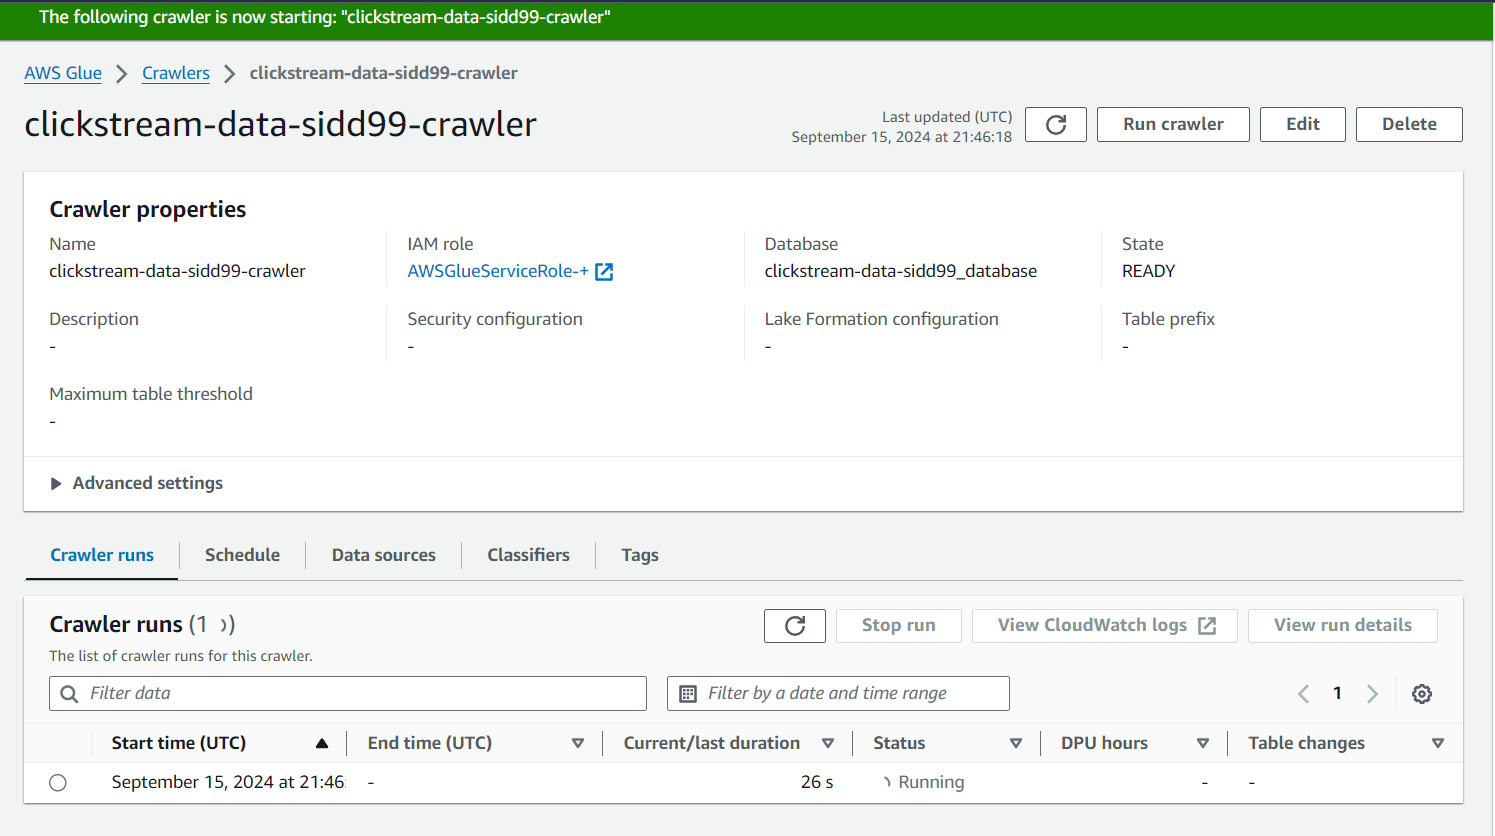 The following crawler is now starting: "clickstream-data-sidd99-crawler"
AWS Glue
Crawlers
clickstream-data-sidd99-crawler
clickstream-data-sidd99-crawler
Last updated (UTC)
September 15, 2024 at 21:46:18
Run crawler
Edit
Delete
Crawler properties
Name
clickstream-data-sidd99-crawler
IAM role
AWSGlueServiceRole-+
Database
clickstream-data-sidd99_database
State
READY
Description
-
Security configuration
-
Lake Formation configuration
-
Table prefix
-
Maximum table threshold
-
Advanced settings
Crawler runs
Schedule
Data sources
Classifiers
Tags
Crawler runs (1 )
The list of crawler runs for this crawler.
Stop run
View CloudWatch logs
View run details
Filter data
Filter by a date and time range
1
Start time (UTC)
End time (UTC)
Current/last duration
Status
DPU hours
Table changes
September 15, 2024 at 21:46
-
26 s
Running
-
-